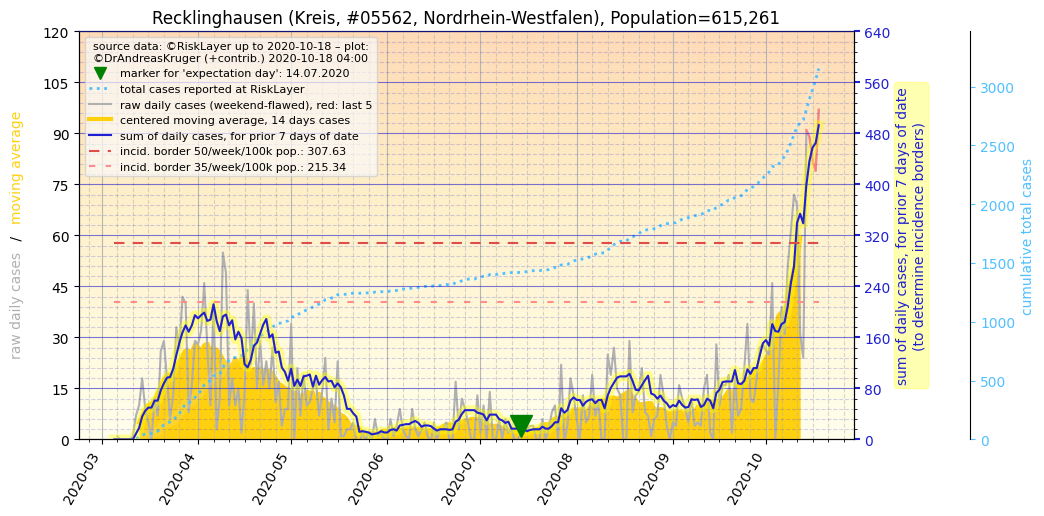 Recklinghausen (Kreis, #05562, Nordrhein-Westfalen), Population=615,261
source data: ©RiskLayer up to 2020-10-18 – plot:
©DrAndreasKruger (+contrib.) 2020-10-18 04:00
marker for 'expectation day': 14.07.2020
total cases reported at RiskLayer
raw daily cases (weekend-flawed), red: last 5
centered moving average, 14 days cases
sum of daily cases, for prior 7 days of date
incid. border 50/week/100k pop.: 307.63
incid. border 35/week/100k pop.: 215.34
raw daily cases / moving average
120
105
90
75
60
45
30
15
0
640
560
480
400
320
240
160
80
0
sum of daily cases, for prior 7 days of date
(to determine incidence borders)
3000
2500
2000
1500
1000
500
0
cumulative total cases
2020-03
2020-04
2020-05
2020-06
2020-07
2020-08
2020-09
2020-10